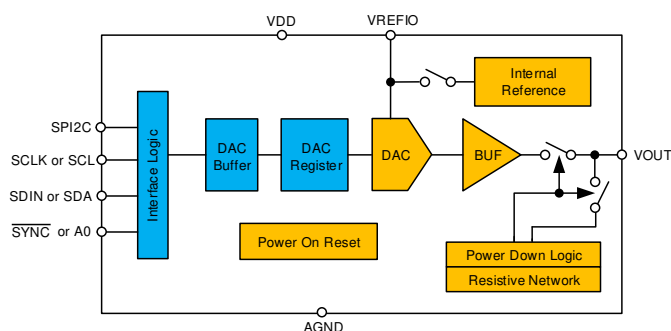 VDD
VREFIO
Internal
Reference
SPI2C
SCLK or SCL
SDIN or SDA
SYNC or A0
Interface Logic
DAC
Buffer
DAC
Register
DAC
BUF
VOUT
Power On Reset
Power Down Logic
Resistive Network
AGND